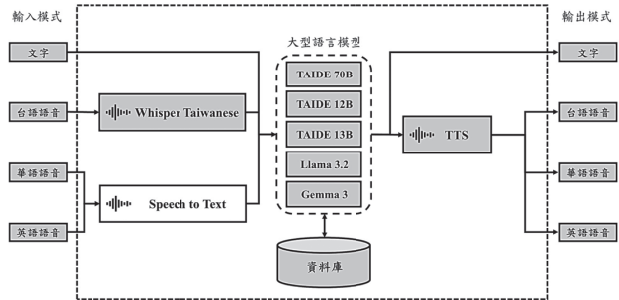 輸入模式
大型語言模型
輸出模式
文字
TAIDE 70B
文字
台語語音
Whisper Taiwanese
TAIDE 12B
台語語音
TAIDE 13B
TTS
華語語音
Llama 3.2
華語語音
Speech to Text
Gemma 3
英語語音
英語語音
資料庫